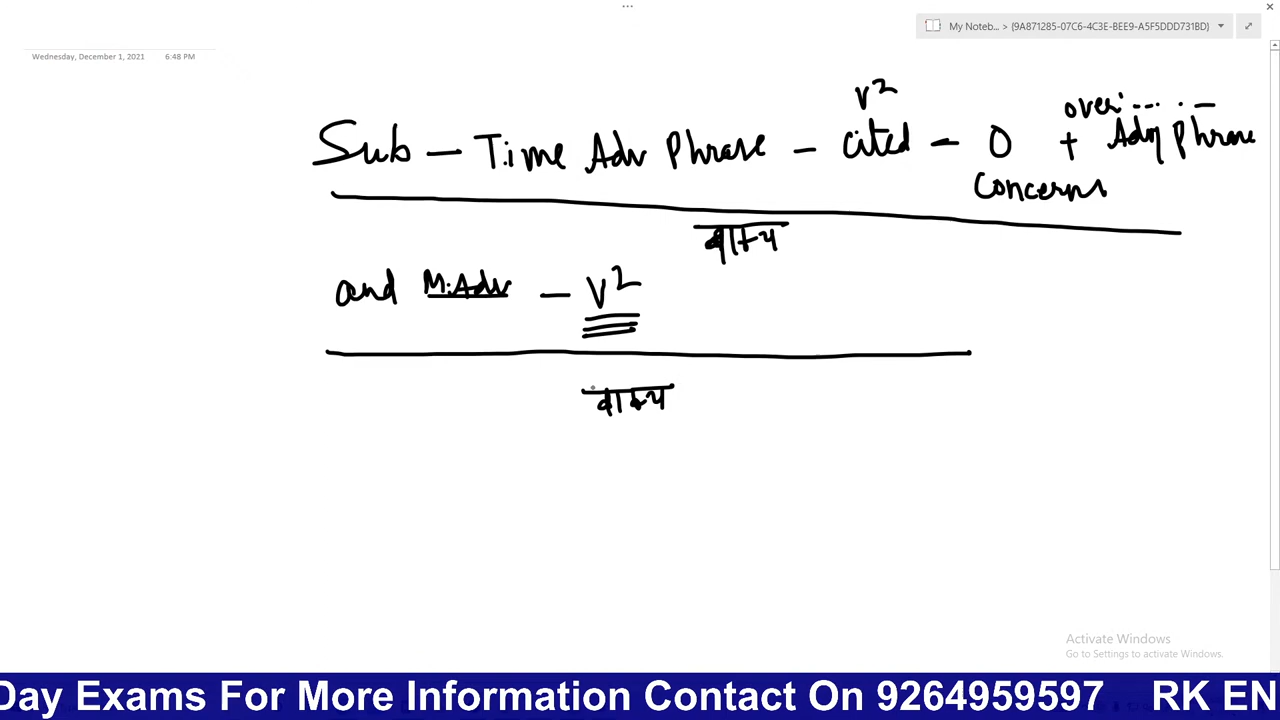 My Noteb... > {9A871285-07C6-4C3E-BEE9-A5F5DDD731BD}
Wednesday, December 1, 2021 6:48 PM
V2
over ...
Sub – Time Adv Phrase – cited – O + Adj Phrase
Concerns
वाक्य
and M.Adv – V2
वाक्य
Activate Windows
Go to Settings to activate Windows.
Day Exams For More Information Contact On 9264959597 RK EN